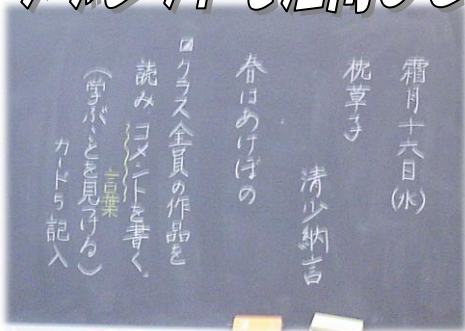 霜月十六日(水)
枕草子
清少納言
春はあけぼの
クラス全員の作品を
読みコメントを書く。
言葉
(学ぶことを見つける)
カード5記入